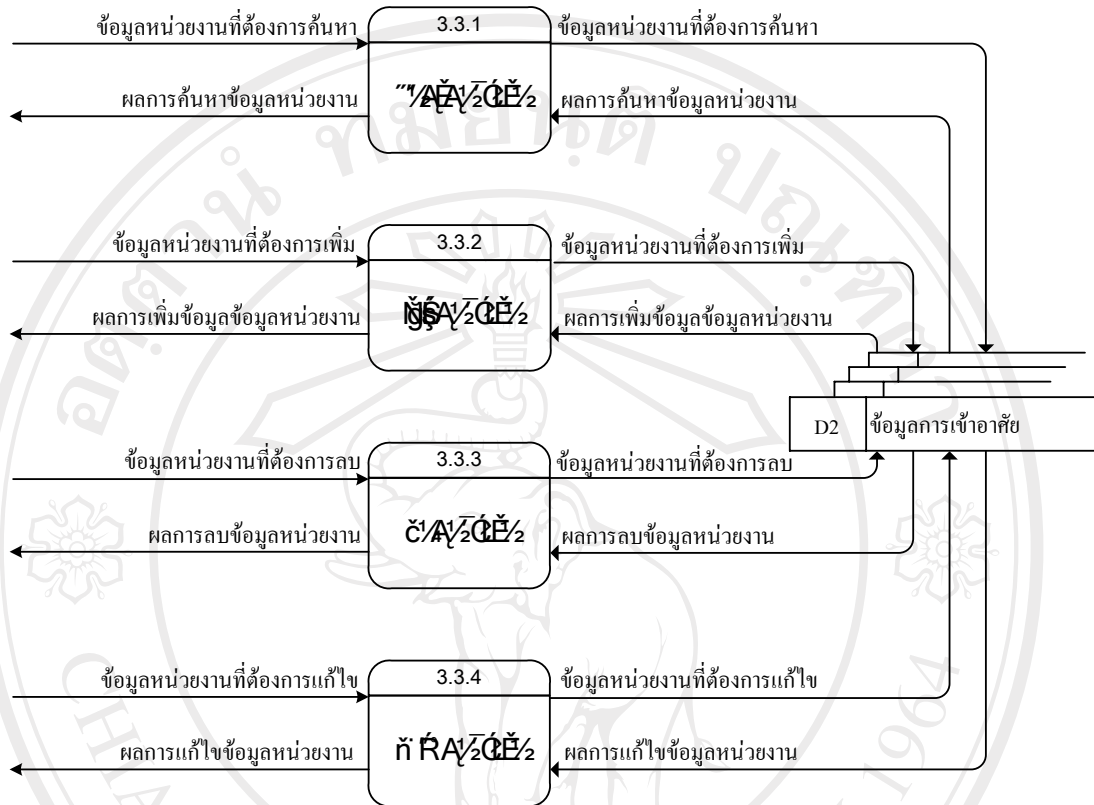 ข้อมูลหน่วยงานที่ต้องการค้นหา
3.3.1
ข้อมูลหน่วยงานที่ต้องการค้นหา
ผลการค้นหาข้อมูลหน่วยงาน
ผลการค้นหาข้อมูลหน่วยงาน
ข้อมูลหน่วยงานที่ต้องการเพิ่ม
3.3.2
ข้อมูลหน่วยงานที่ต้องการเพิ่ม
ผลการเพิ่มข้อมูลข้อมูลหน่วยงาน
ผลการเพิ่มข้อมูลข้อมูลหน่วยงาน
D2
ข้อมูลการเข้าอาศัย
ข้อมูลหน่วยงานที่ต้องการลบ
3.3.3
ข้อมูลหน่วยงานที่ต้องการลบ
ผลการลบข้อมูลหน่วยงาน
ผลการลบข้อมูลหน่วยงาน
ข้อมูลหน่วยงานที่ต้องการแก้ไข
3.3.4
ข้อมูลหน่วยงานที่ต้องการแก้ไข
ผลการแก้ไขข้อมูลหน่วยงาน
ผลการแก้ไขข้อมูลหน่วยงาน
1964